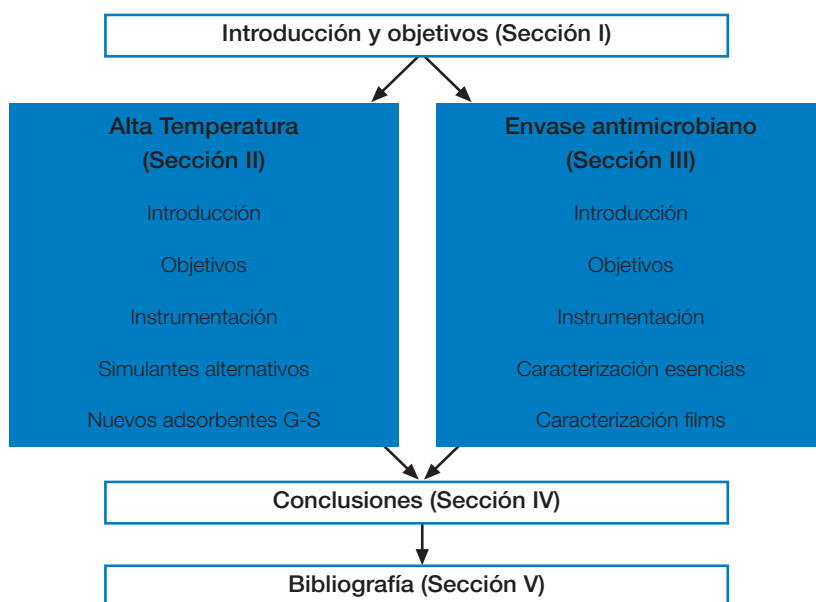 Introducción y objetivos (Sección I)
Alta Temperatura
(Sección II)
Introducción
Objetivos
Instrumentación
Simulantes alternativos
Nuevos adsorbentes G-S
Envase antimicrobiano
(Sección III)
Introducción
Objetivos
Instrumentación
Caracterización esencias
Caracterización films
Conclusiones (Sección IV)
Bibliografía (Sección V)